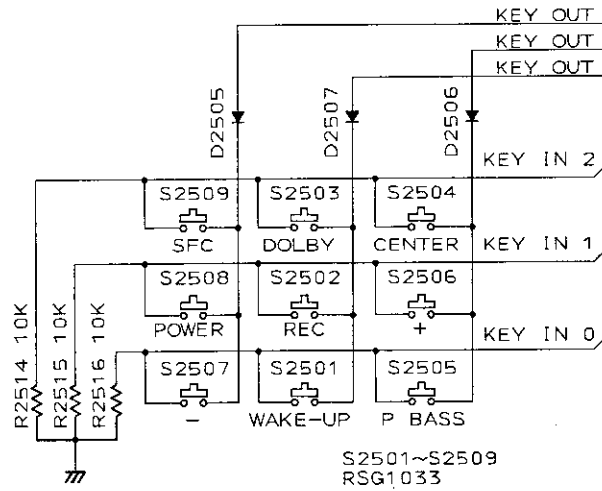 KEY OUT
KEY OUT
KEY OUT
D2505
D2507
D2506
KEY IN 2
S2509
S2503
S2504
SFC
DOLBY
CENTER
KEY IN 1
S2508
S2502
S2506
POWER
REC
+
KEY IN 0
S2507
S2501
S2505
-
WAKE-UP
P BASS
R2514 10K
R2515 10K
R2516 10K
S2501~S2509
RSG1033